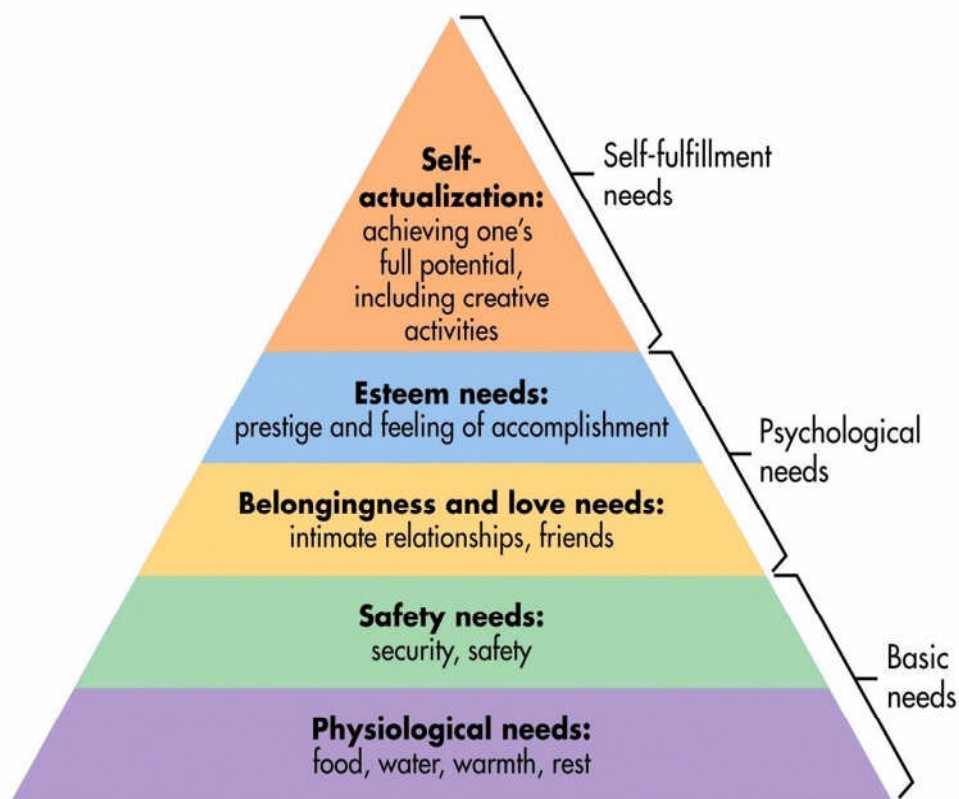 Self-
actualization:
achieving one's
full potential,
including creative
activities
Self-fulfillment
needs
Esteem needs:
prestige and feeling of accomplishment
Psychological
needs
Belongingness and love needs:
intimate relationships, friends
Safety needs:
security, safety
Basic
needs
Physiological needs:
food, water, warmth, rest